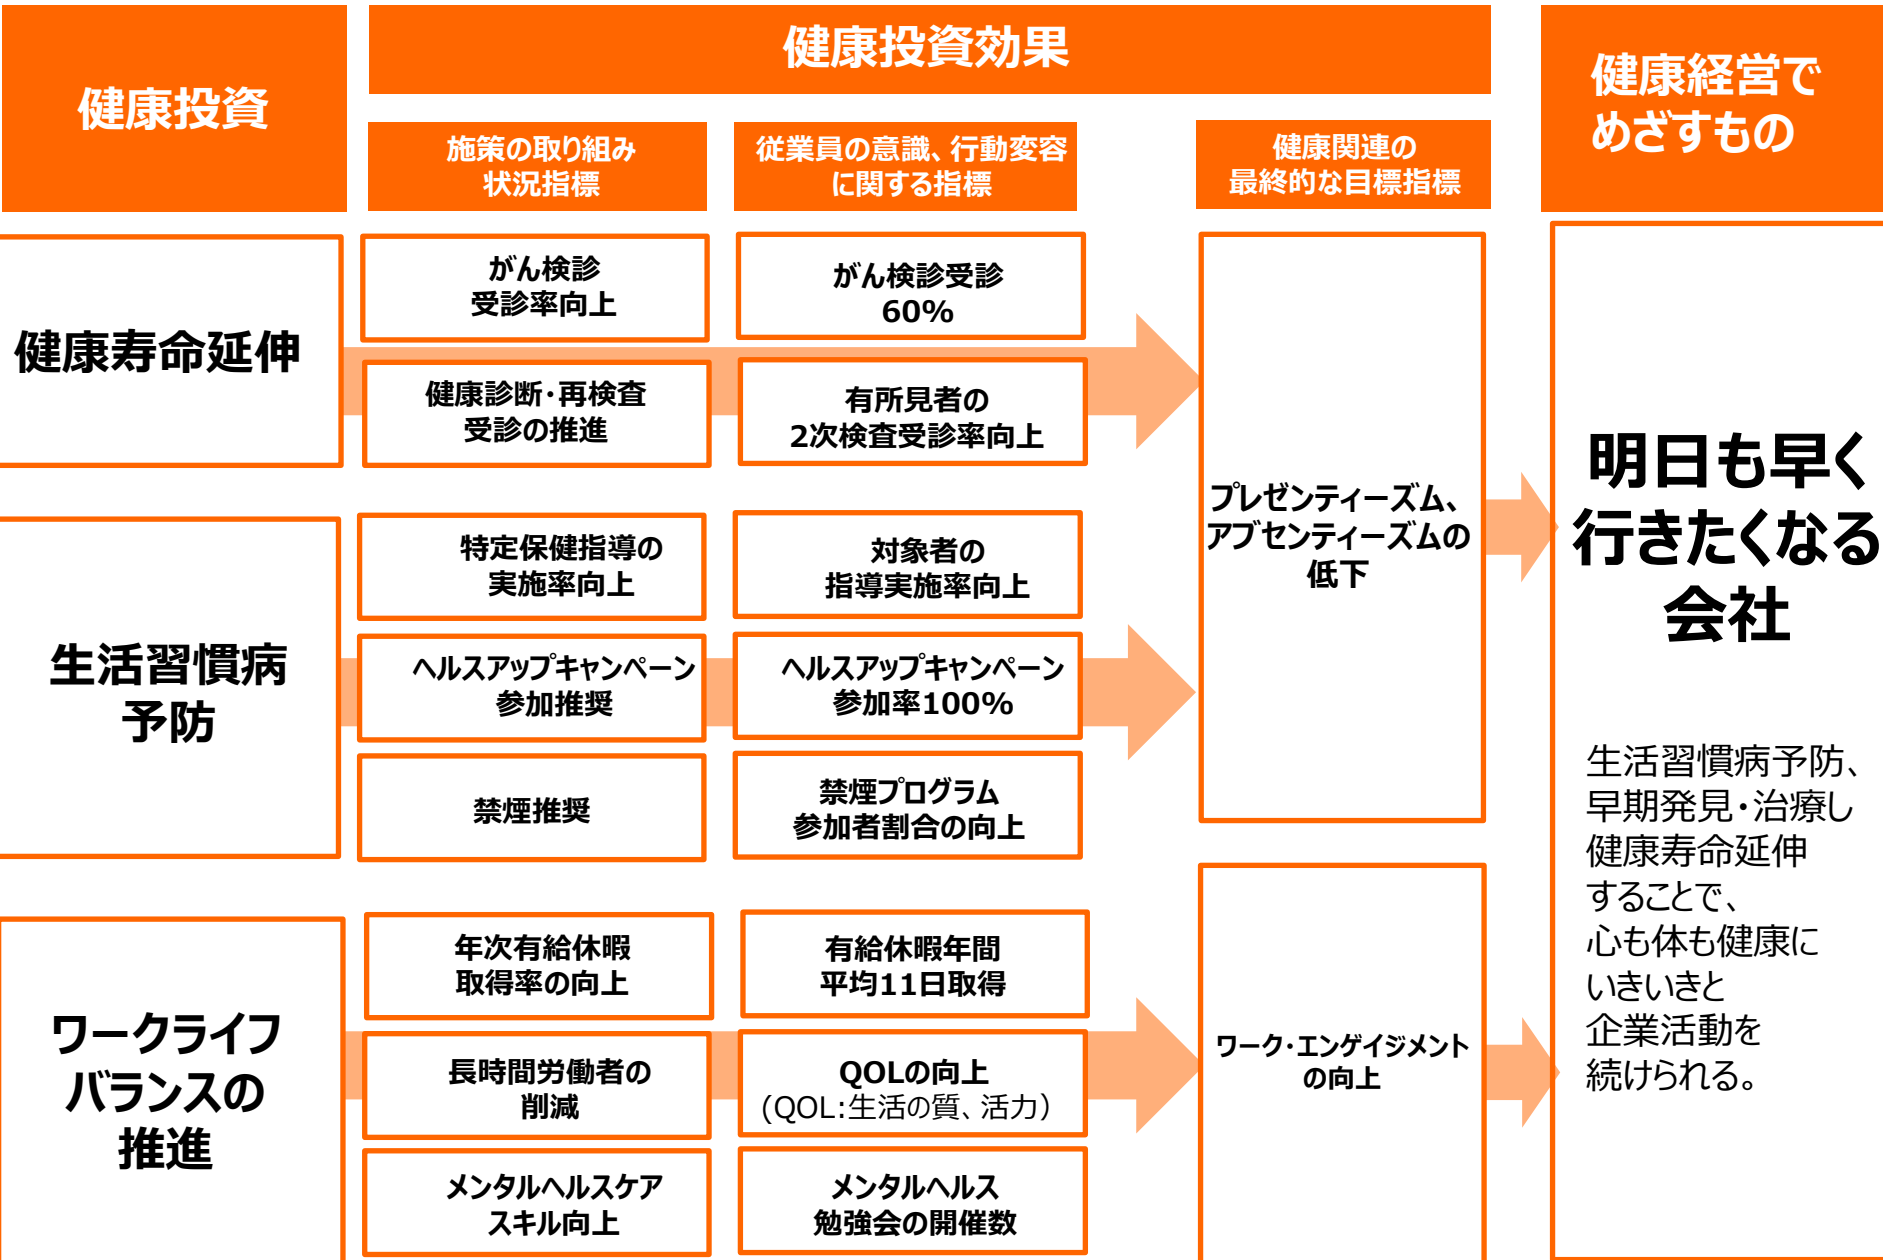 健康投資
健康投資効果
健康経営で
めざすもの
施策の取り組み
状況指標
従業員の意識、行動変容
に関する指標
健康関連の
最終的な目標指標
健康寿命延伸
がん検診
受診率向上
がん検診受診
60%
健康診断・再検査
受診の推進
有所見者の
2次検査受診率向上
生活習慣病
予防
特定保健指導の
実施率向上
対象者の
指導実施率向上
ヘルスアップキャンペーン
参加推奨
ヘルスアップキャンペーン
参加率100%
禁煙推奨
禁煙プログラム
参加者割合の向上
プレゼンティーズム、
アブセンティーズムの
低下
ワークライフ
バランスの
推進
年次有給休暇
取得率の向上
有給休暇年間
平均11日取得
長時間労働者の
削減
QOLの向上
(QOL:生活の質、活力）
メンタルヘルスケア
スキル向上
メンタルヘルス
勉強会の開催数
ワーク・エンゲイジメント
の向上
明日も早く
行きたくなる
会社
生活習慣病予防、
早期発見・治療し
健康寿命延伸
することで、
心も体も健康に
いきいきと
企業活動を
続けられる。